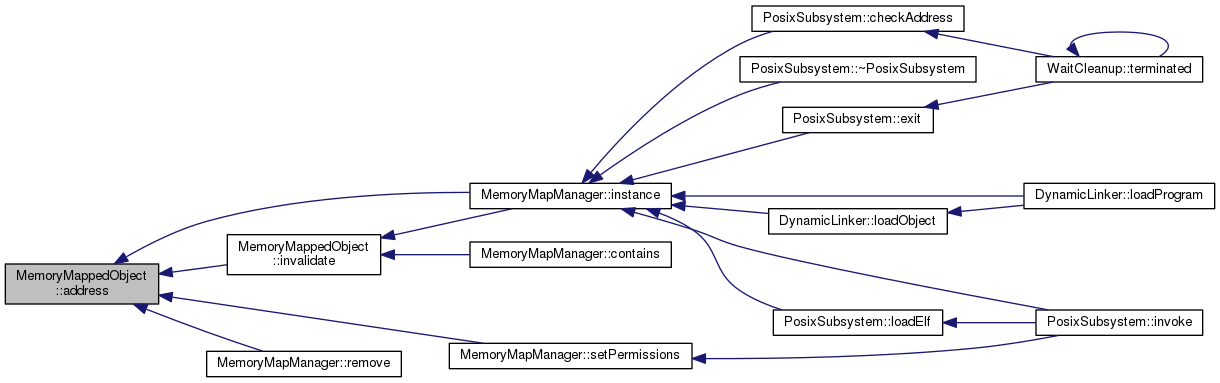 PosixSubsystem::checkAddress
PosixSubsystem::~PosixSubsystem
WaitCleanup::terminated
PosixSubsystem::exit
MemoryMapManager::instance
DynamicLinker::loadProgram
DynamicLinker::loadObject
MemoryMappedObject
::invalidate
MemoryMapManager::contains
MemoryMappedObject
::address
PosixSubsystem::loadElf
PosixSubsystem::invoke
MemoryMapManager::setPermissions
MemoryMapManager::remove